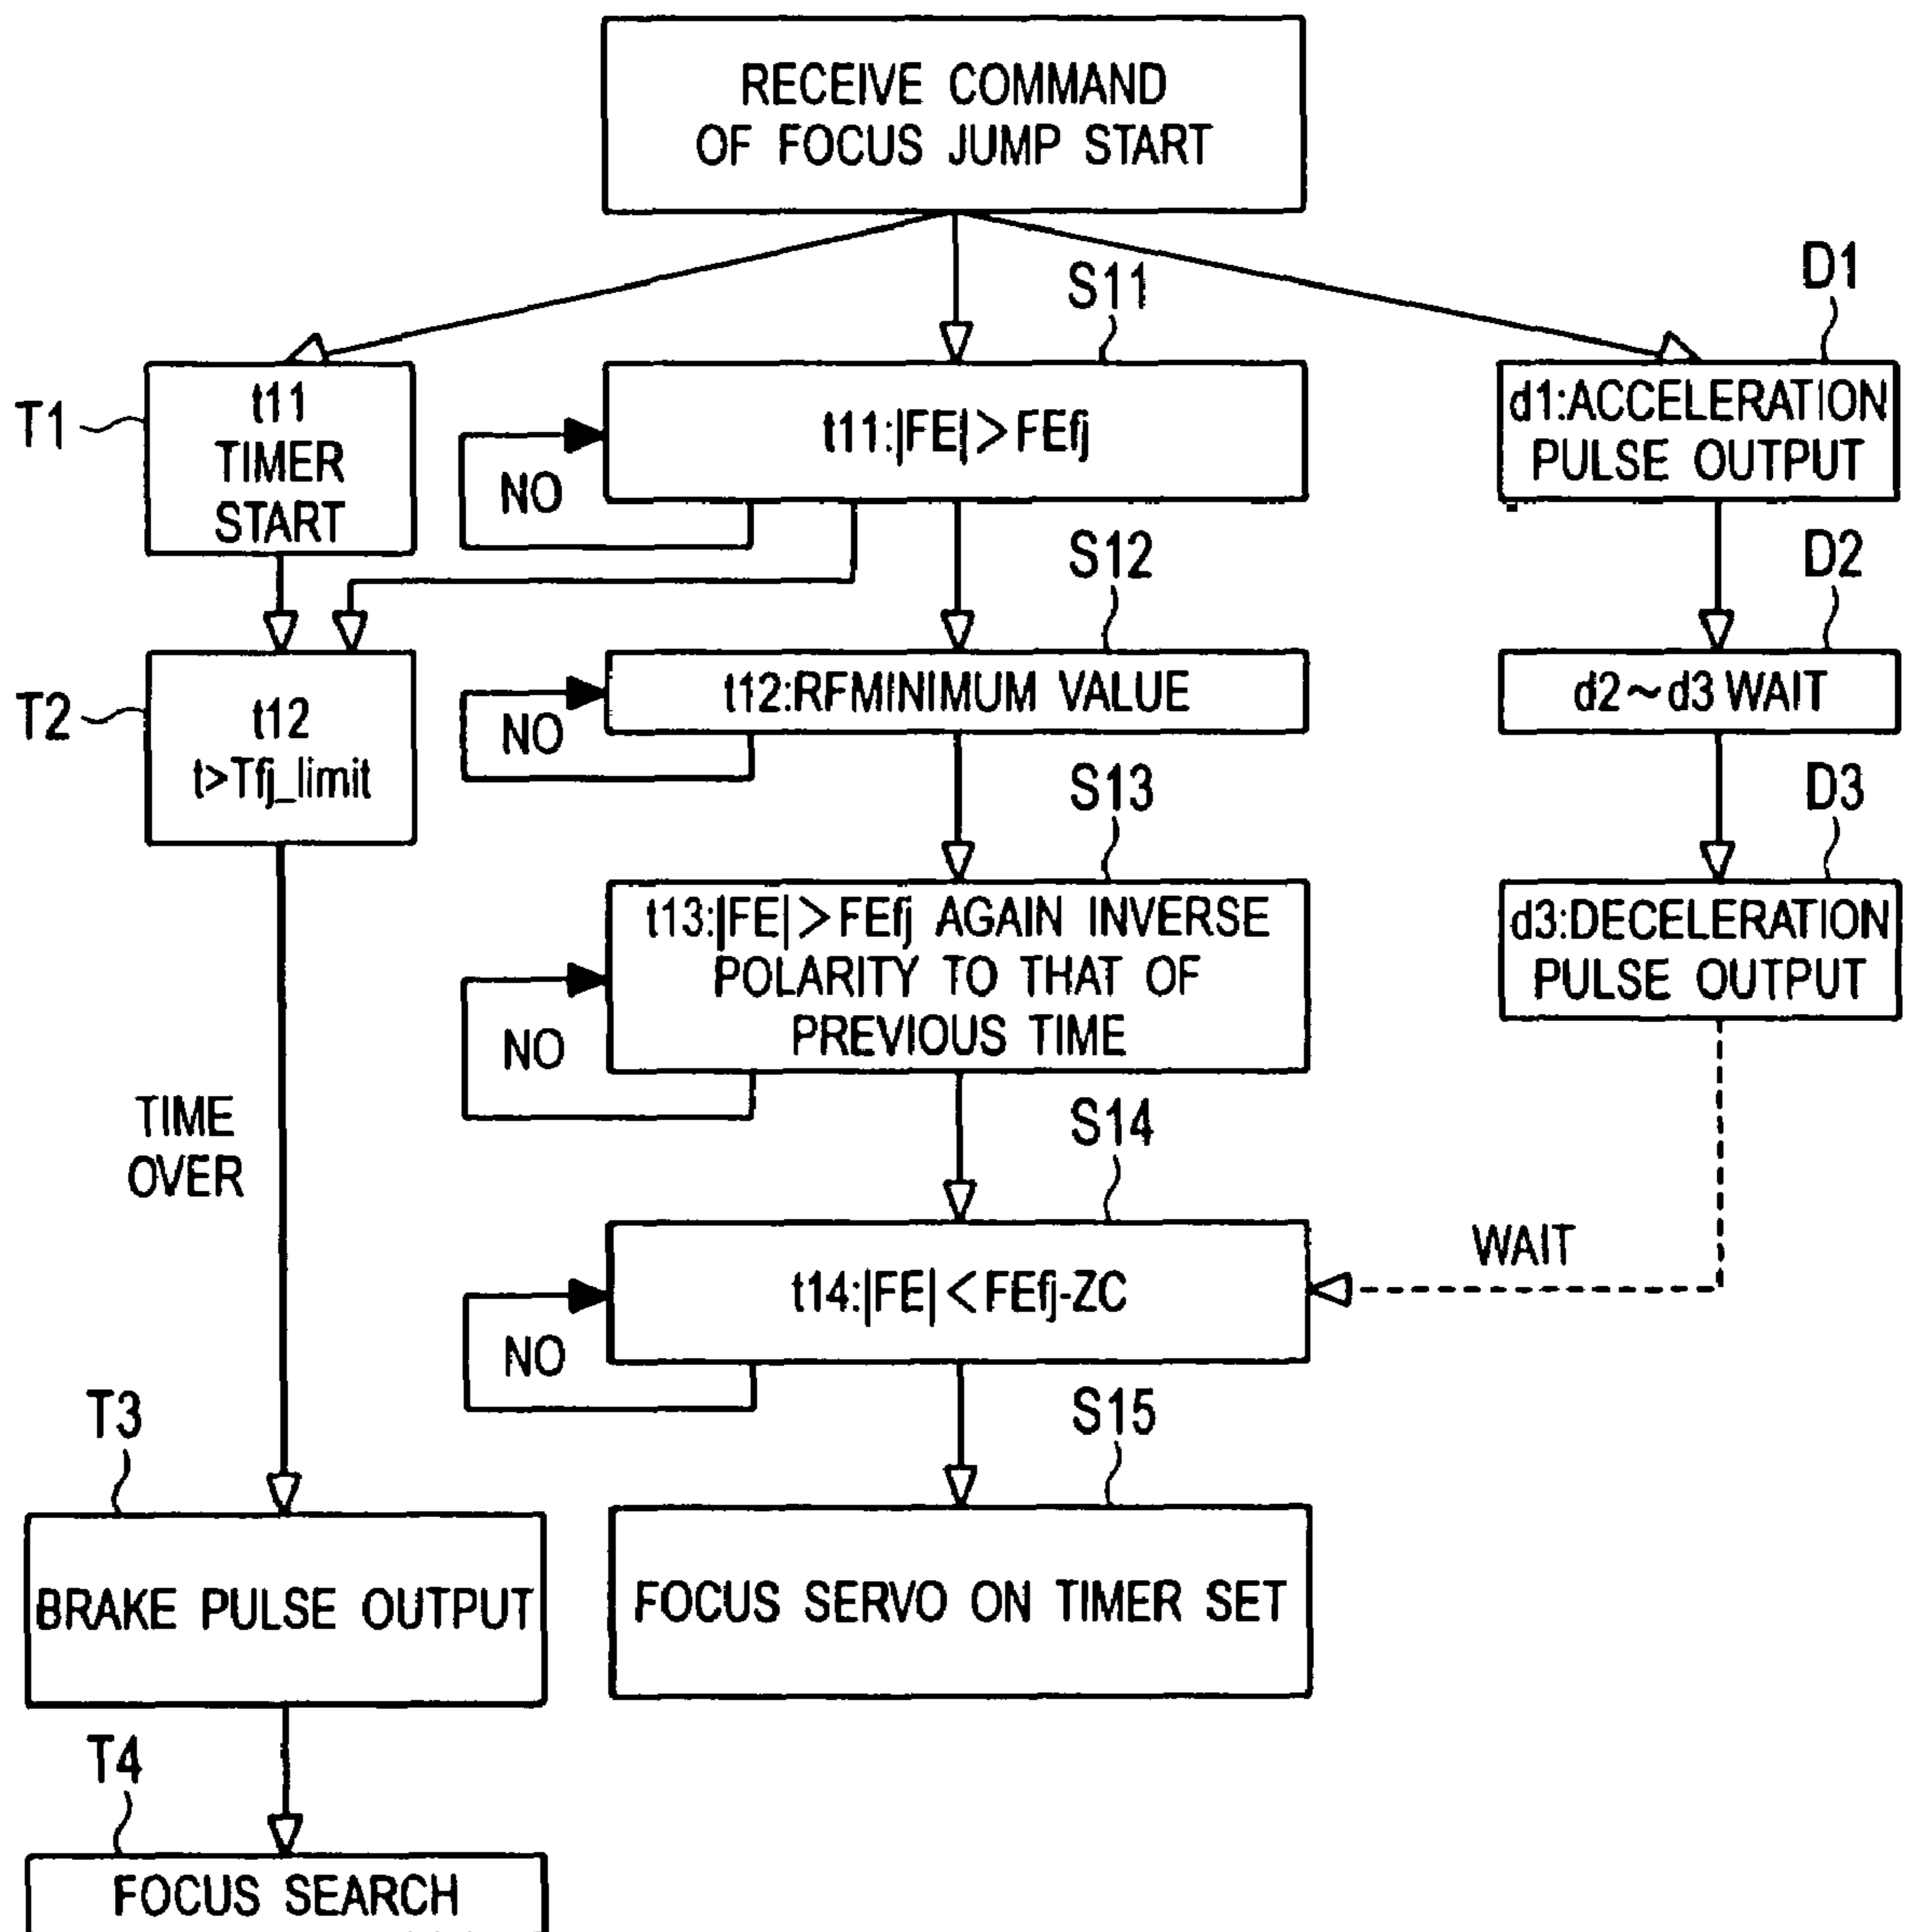 RECEIVE COMMAND
OF FOCUS JUMP START
S11
D1
T1
t11
TIMER
START
t11:|FE|>FEfj
NO
d1:ACCELERATION
PULSE OUTPUT
S12
D2
T2
t12
t>Tfj_limit
t12:RFMINIMUM VALUE
NO
d2~d3 WAIT
S13
D3
t13:|FE|>FEfj AGAIN INVERSE
POLARITY TO THAT OF
PREVIOUS TIME
NO
d3:DECELERATION
PULSE OUTPUT
TIME
OVER
S14
t14:|FE|<FEfj-ZC
NO
WAIT
T3
S15
BRAKE PULSE OUTPUT
FOCUS SERVO ON TIMER SET
T4
FOCUS SEARCH